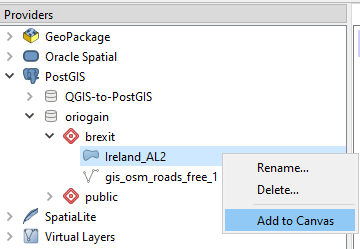 Providers
GeoPackage
Oracle Spatial
PostGIS
QGIS-to-PostGIS
oriogain
brexit
Ireland_AL2
gis_osm_roads_free_1
public
SpatiaLite
Virtual Layers
Rename...
Delete...
Add to Canvas